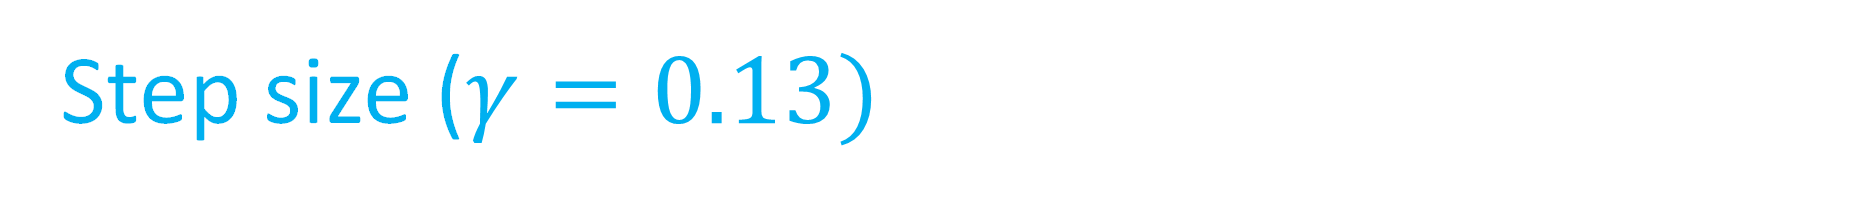 Step size (γ = 0.13)